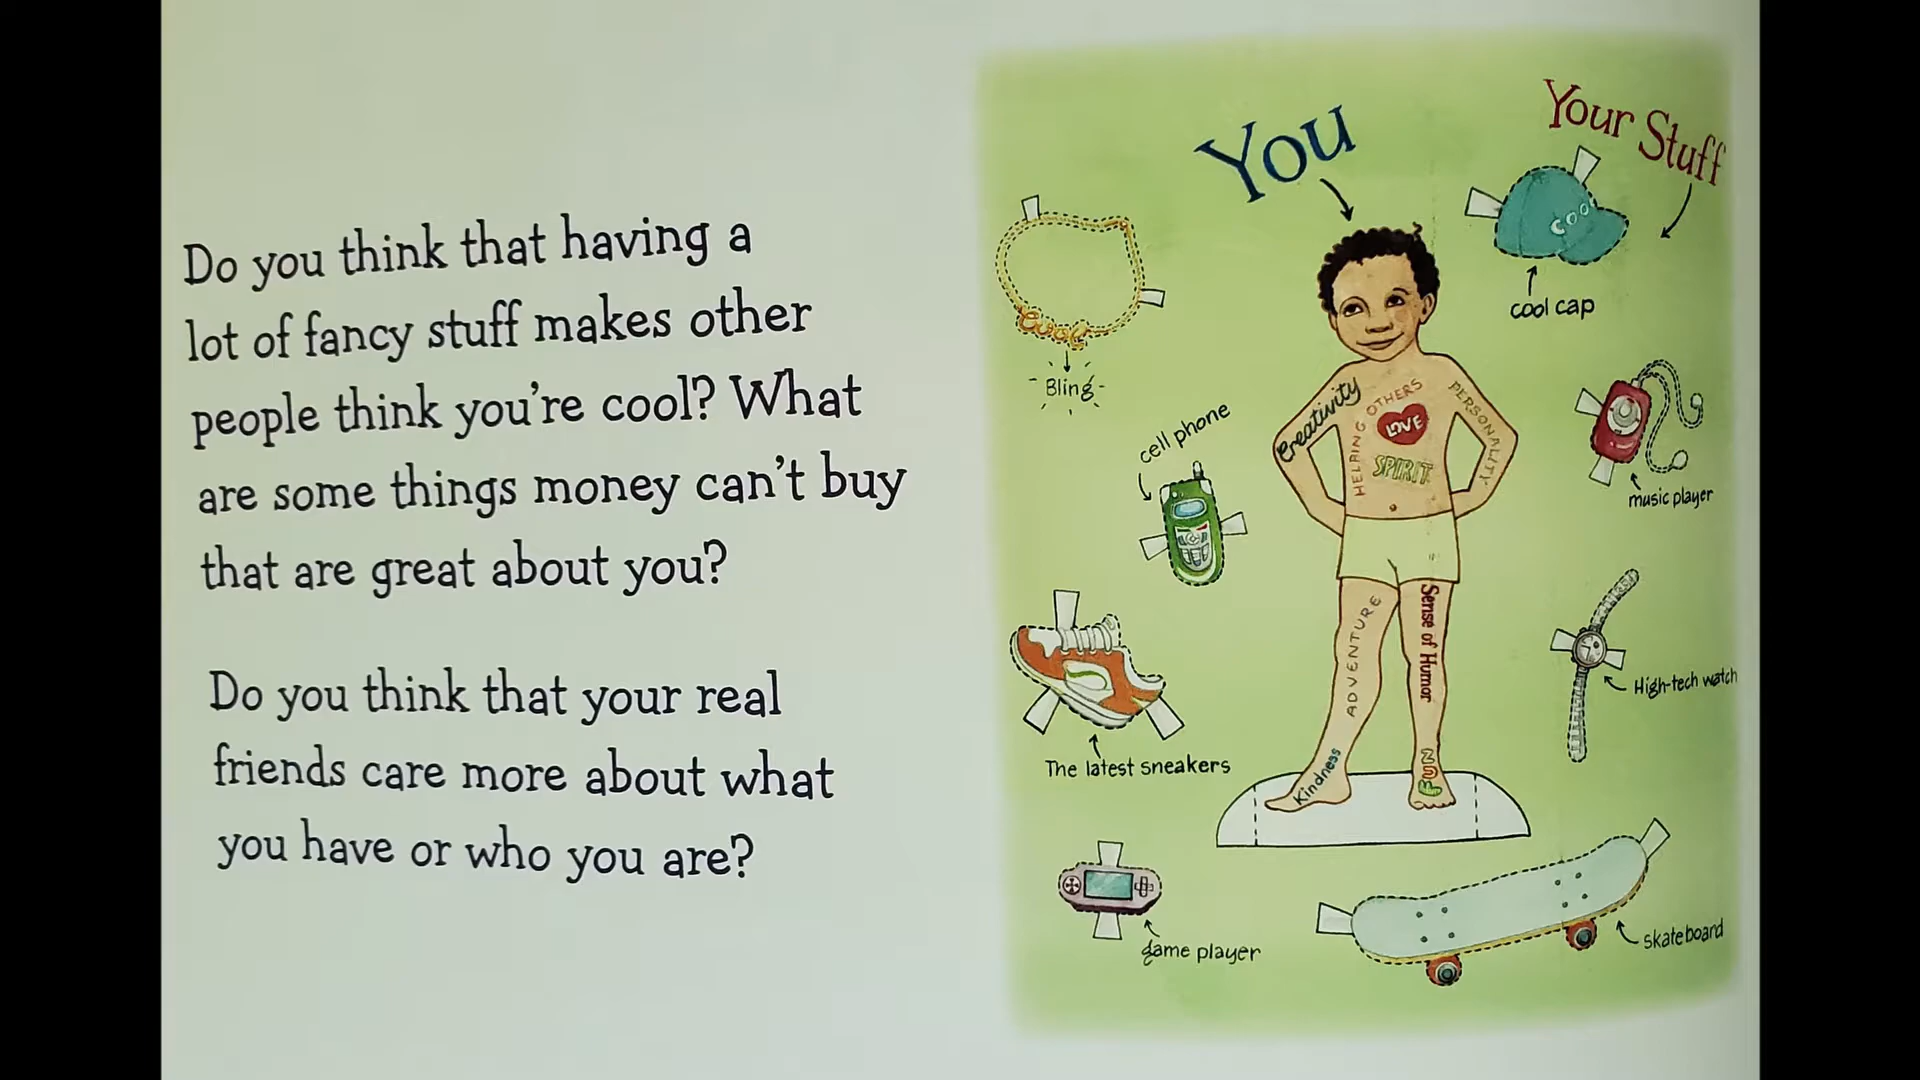 Do you think that having a
lot of fancy stuff makes other
people think you're cool? What
are some things money can't buy
that are great about you?
Do you think that your real
friends care more about what
you have or who you are?
You
Your Stuff
Cool
Bling
cool
cool cap
cell phone
music player
Creativity
HELPING OTHERS
LOVE
SPIRIT
PERSONALITY
The latest sneakers
ADVENTURE
Sense of Humor
Kindness
FUN
High-tech watch
game player
skateboard